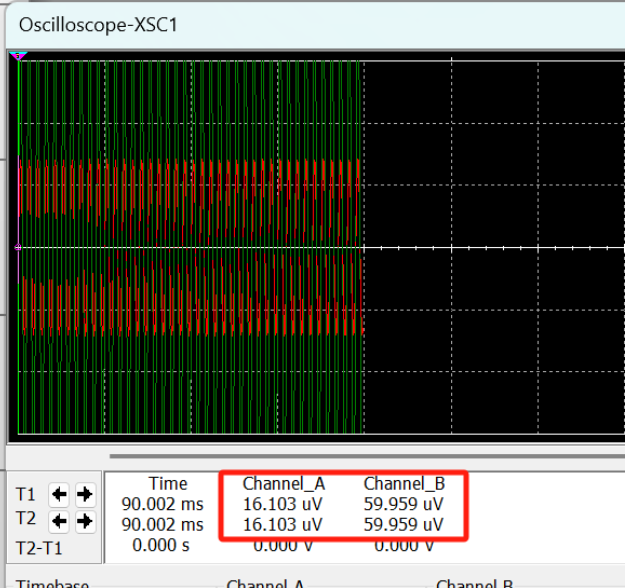 Oscilloscope-XSC1
Time Channel_A Channel_B
T1 90.002 ms 16.103 uV 59.959 uV
T2 90.002 ms 16.103 uV 59.959 uV
T2-T1 0.000 s 0.000 V 0.000 V
Timebase Channel A Channel B